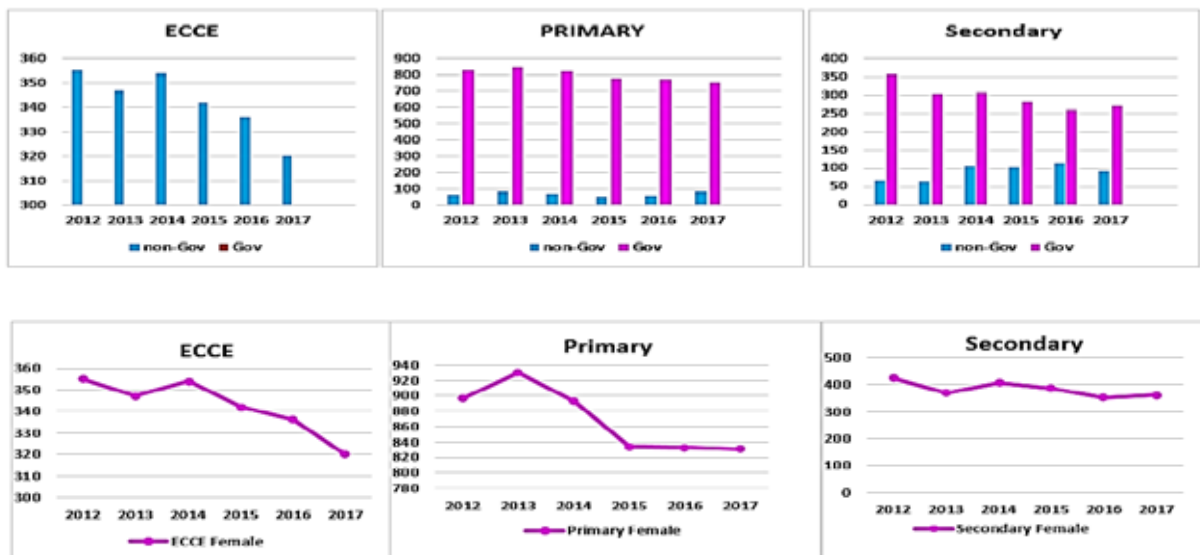 ECCE
360
350
340
330
320
310
300
2012 2013 2014 2015 2016 2017
non-Gov Gov
PRIMARY
900
800
700
600
500
400
300
200
100
0
2012 2013 2014 2015 2016 2017
non-Gov Gov
Secondary
400
350
300
250
200
150
100
50
0
2012 2013 2014 2015 2016 2017
non-Gov Gov
ECCE
360
350
340
330
320
310
300
2012 2013 2014 2015 2016 2017
ECCE Female
Primary
940
920
900
880
860
840
820
800
780
2012 2013 2014 2015 2016 2017
Primary Female
Secondary
500
400
300
200
100
0
2012 2013 2014 2015 2016 2017
Secondary Female